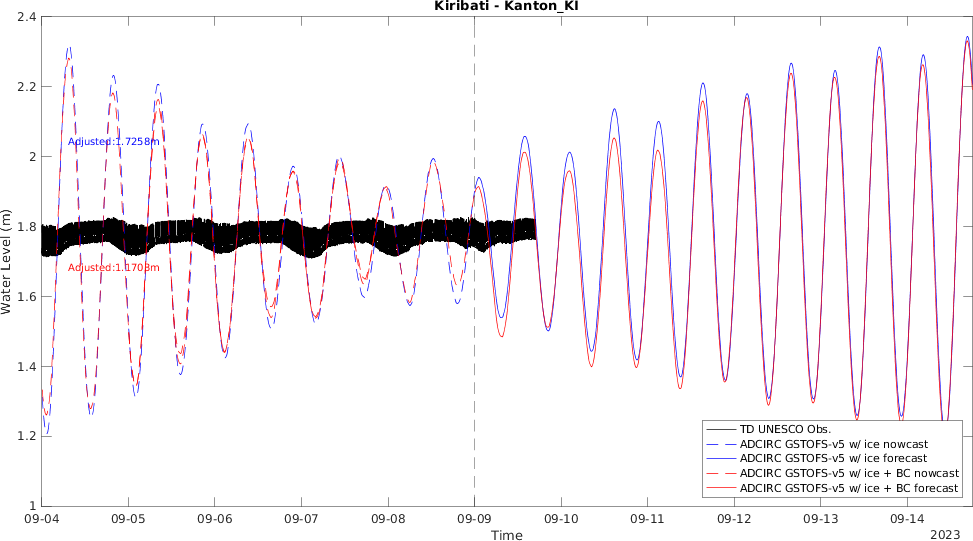 Kiribati - Kanton_KI
2.4
2.2
2
1.8
1.6
1.4
1.2
1
Water Level (m)
Adjusted:1.7258m
Adjusted:1.1703m
TD UNESCO Obs.
ADCIRC GSTOFS-v5 w/ ice nowcast
ADCIRC GSTOFS-v5 w/ ice forecast
ADCIRC GSTOFS-v5 w/ ice + BC nowcast
ADCIRC GSTOFS-v5 w/ ice + BC forecast
09-04 09-05 09-06 09-07 09-08 09-09 09-10 09-11 09-12 09-13 09-14
Time
2023